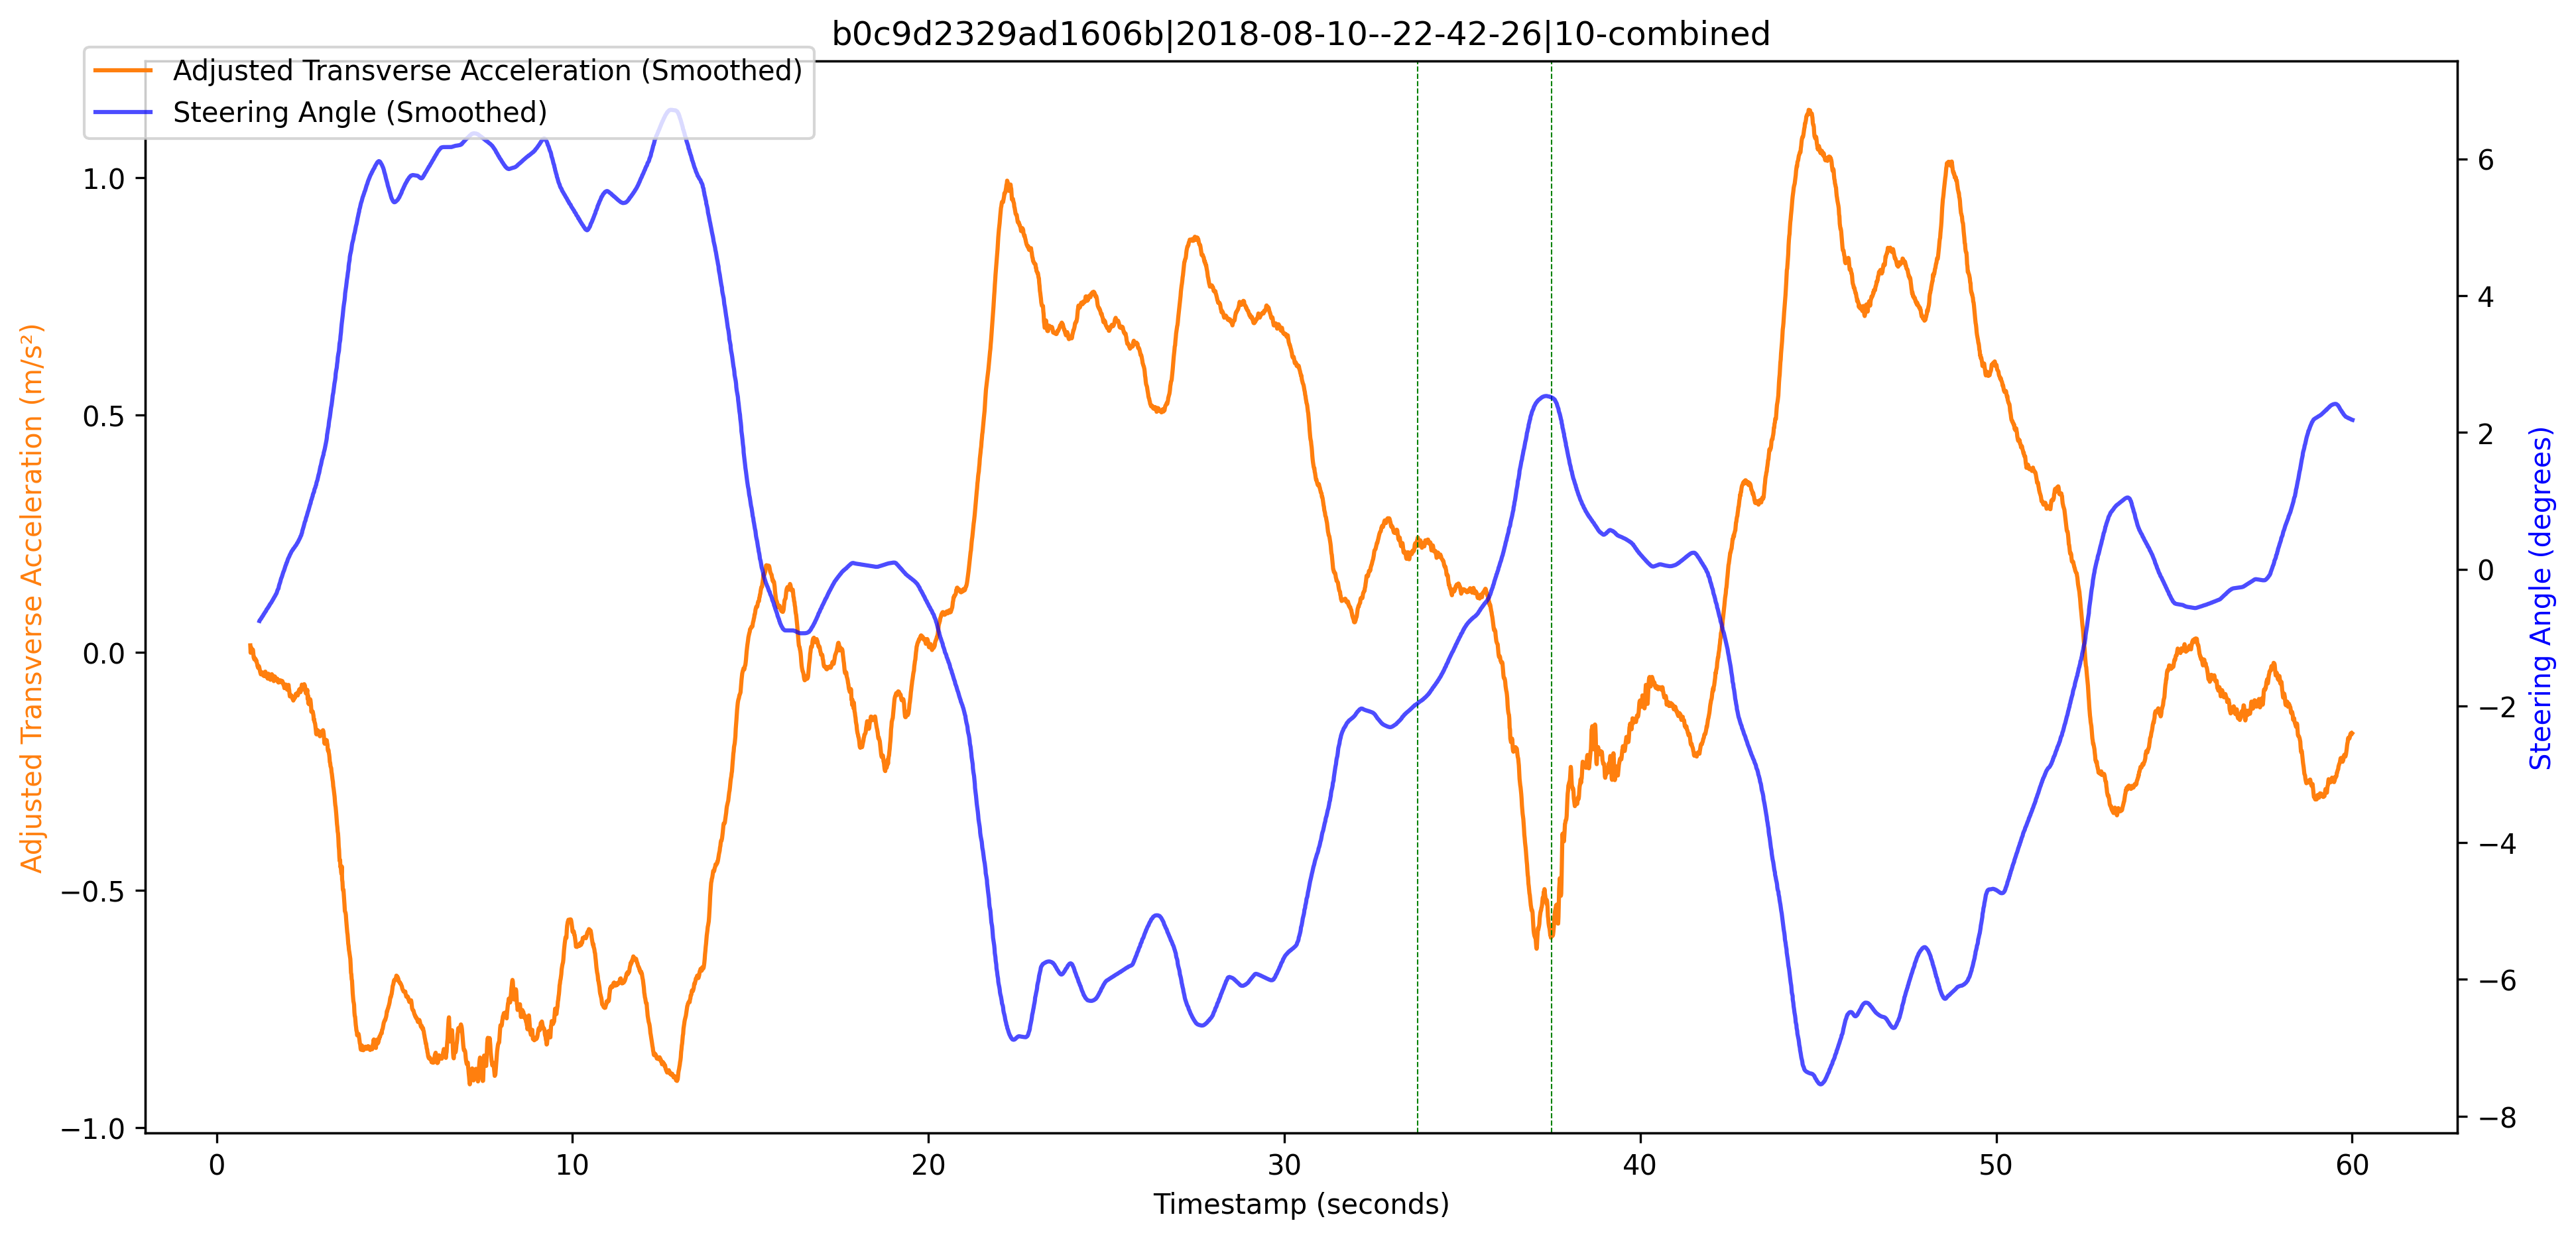 b0c9d2329ad1606b|2018-08-10--22-42-26|10-combined
Adjusted Transverse Acceleration (Smoothed)
Steering Angle (Smoothed)
Adjusted Transverse Acceleration (m/s²)
1.0
0.5
0.0
−0.5
−1.0
6
4
2
0
−2
−4
−6
−8
Steering Angle (degrees)
0 10 20 30 40 50 60
Timestamp (seconds)